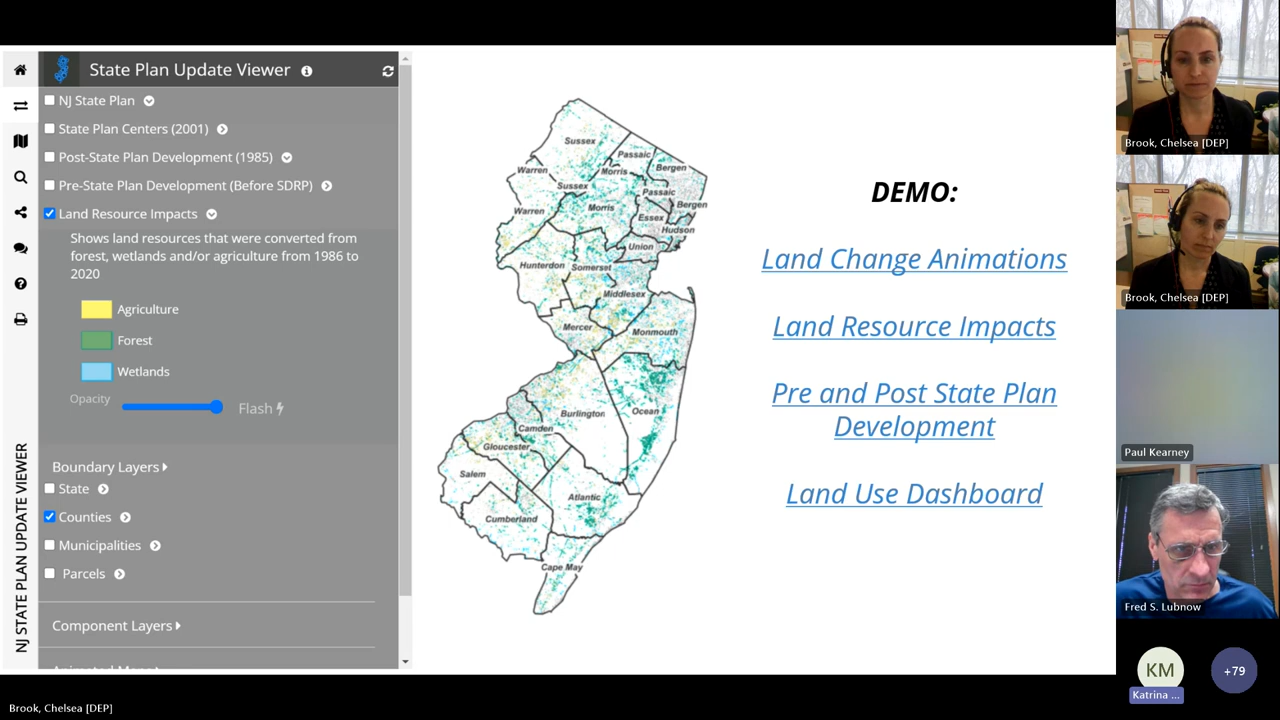 State Plan Update Viewer
NJ State Plan
State Plan Centers (2001)
Post-State Plan Development (1985)
Pre-State Plan Development (Before SDRP)
Land Resource Impacts
Shows land resources that were converted from
forest, wetlands and/or agriculture from 1986 to
2020
Agriculture
Forest
Wetlands
Opacity
Flash
Boundary Layers
State
Counties
Municipalities
Parcels
Component Layers
NJ STATE PLAN UPDATE VIEWER
Sussex
Passaic
Bergen
Warren
Morris
Sussex
Passaic
Warren
Morris
Bergen
Essex
Hudson
Union
Hunterdon
Somerset
Middlesex
Mercer
Monmouth
Burlington
Ocean
Camden
Gloucester
Salem
Atlantic
Cumberland
Cape May
DEMO:
Land Change Animations
Land Resource Impacts
Pre and Post State Plan
Development
Land Use Dashboard
Brook, Chelsea [DEP]
Brook, Chelsea [DEP]
Paul Kearney
Fred S. Lubnow
KM
Katrina ...
+79
Brook, Chelsea [DEP]